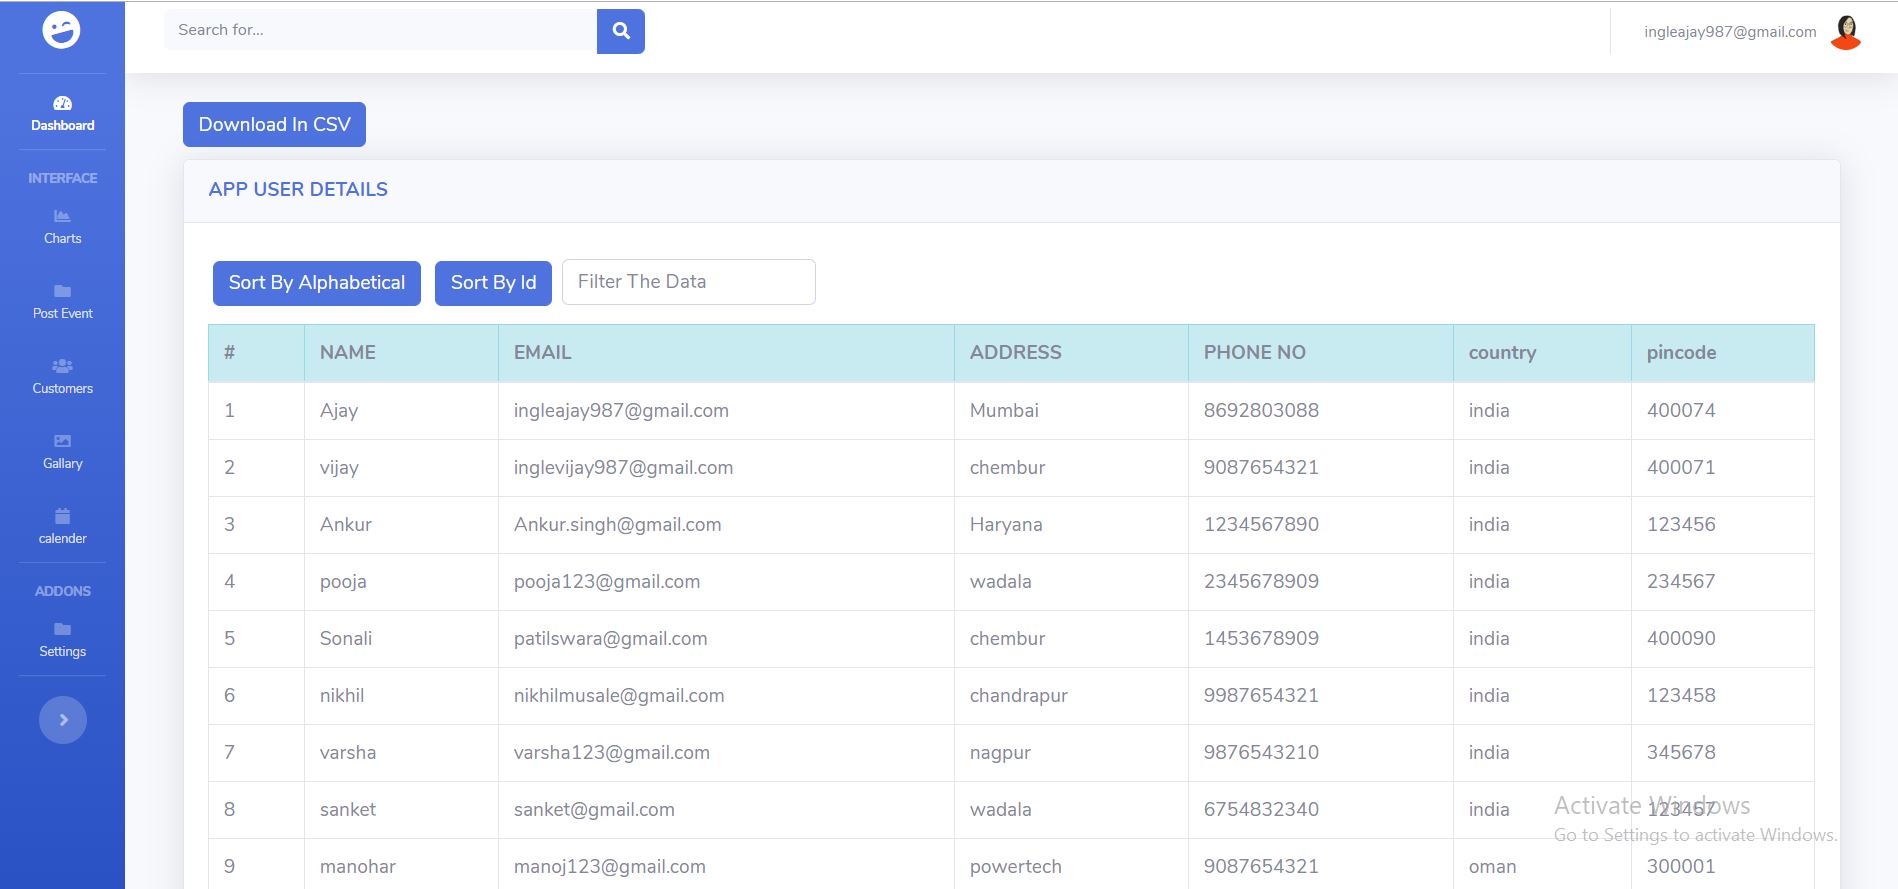 Search for...
ingleajay987@gmail.com
Dashboard
INTERFACE
Charts
Post Event
Customers
Gallary
calender
ADDONS
Settings
Download In CSV
APP USER DETAILS
Sort By Alphabetical Sort By Id Filter The Data
# NAME EMAIL ADDRESS PHONE NO country pincode
1 Ajay ingleajay987@gmail.com Mumbai 8692803088 india 400074
2 vijay inglevijay987@gmail.com chembur 9087654321 india 400071
3 Ankur Ankur.singh@gmail.com Haryana 1234567890 india 123456
4 pooja pooja123@gmail.com wadala 2345678909 india 234567
5 Sonali patilswara@gmail.com chembur 1453678909 india 400090
6 nikhil nikhilmusale@gmail.com chandrapur 9987654321 india 123458
7 varsha varsha123@gmail.com nagpur 9876543210 india 345678
8 sanket sanket@gmail.com wadala 6754832340 india 123457
9 manohar manoj123@gmail.com powertech 9087654321 oman 300001
Activate Windows
Go to Settings to activate Windows.